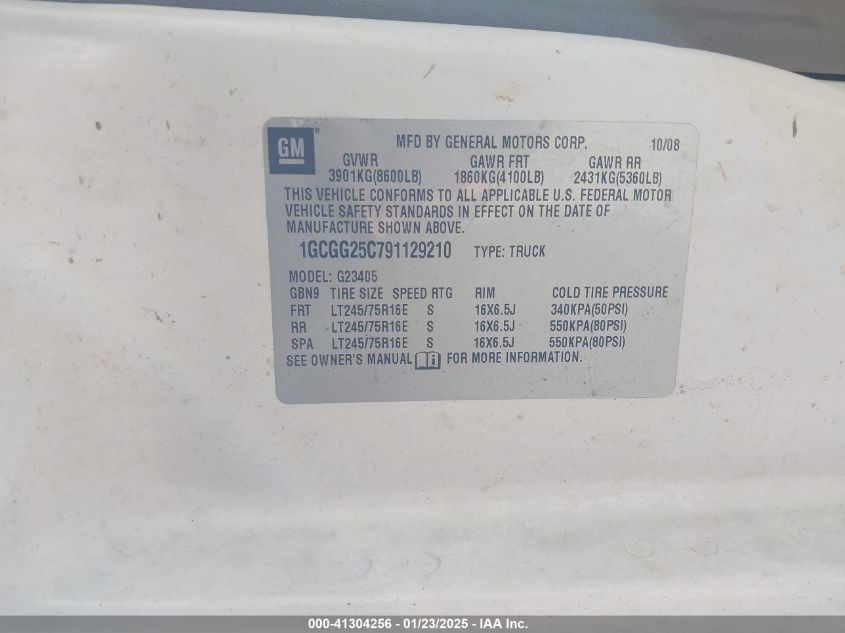 GM
MFD BY GENERAL MOTORS CORP. 10/08
GVWR GAWR FRT GAWR RR
3901KG(8600LB) 1860KG(4100LB) 2431KG(5360LB)
THIS VEHICLE CONFORMS TO ALL APPLICABLE U.S. FEDERAL MOTOR
VEHICLE SAFETY STANDARDS IN EFFECT ON THE DATE OF
MANUFACTURE SHOWN ABOVE.
1GCGG25C791129210 TYPE: TRUCK
MODEL: G23405
GBN9 TIRE SIZE SPEED RTG RIM COLD TIRE PRESSURE
FRT LT245/75R16E S 16X6.5J 340KPA(50PSI)
RR LT245/75R16E S 16X6.5J 550KPA(80PSI)
SPA LT245/75R16E S 16X6.5J 550KPA(80PSI)
SEE OWNER'S MANUAL FOR MORE INFORMATION.
000-41304256 - 01/23/2025 - IAA Holdings, LLC.